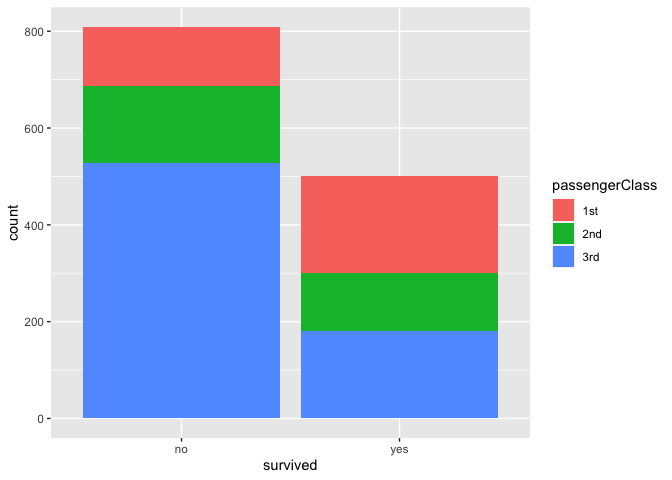 800
600
400
200
0
count
no
yes
survived
passengerClass
1st
2nd
3rd